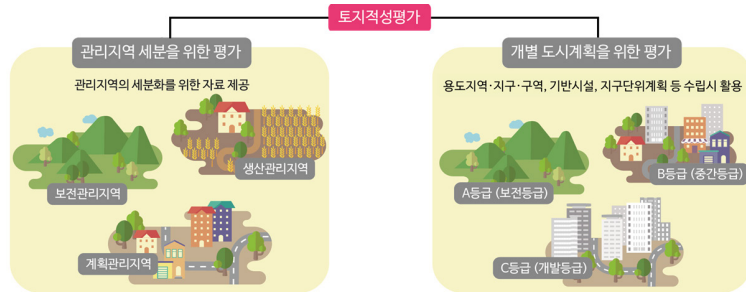 토지적성평가
관리지역 세분을 위한 평가
관리지역의 세분화를 위한 자료 제공
보전관리지역
생산관리지역
계획관리지역
개별 도시계획을 위한 평가
용도지역·지구·구역, 기반시설, 지구단위계획 등 수립시 활용
A등급 (보전등급)
B등급 (중간등급)
C등급 (개발등급)